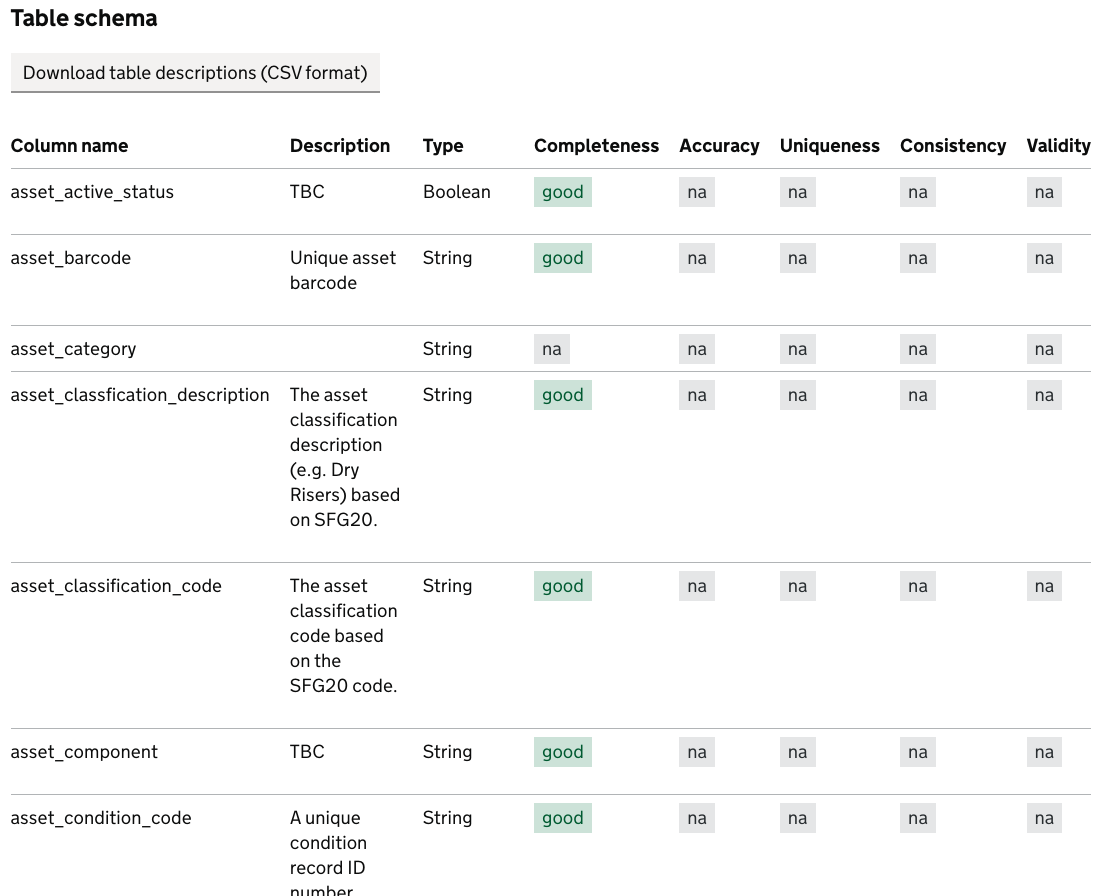 Table schema
Download table descriptions (CSV format)
Column name Description Type Completeness Accuracy Uniqueness Consistency Validity
asset_active_status TBC Boolean good na na na na
asset_barcode Unique asset String good na na na na
barcode
asset_category String na na na na na
asset_classfication_description The asset String good na na na na
classification
description
(e.g. Dry
Risers) based
on SFG20.
asset_classification_code The asset String good na na na na
classification
code based
on the
SFG20 code.
asset_component TBC String good na na na na
asset_condition_code A unique String good na na na na
condition
record ID
number